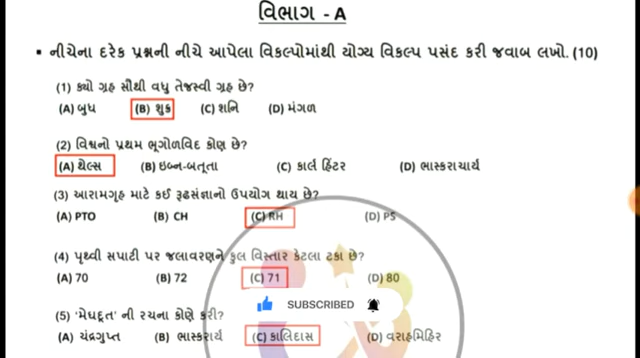 વિભાગ - A
▪ નીચેના દરેક પ્રશ્નની નીચે આપેલા વિકલ્પોમાંથી યોગ્ય વિકલ્પ પસંદ કરી જવાબ લખો. (10)
(1) ક્યો ગ્રહ સૌથી વધુ તેજસ્વી ગ્રહ છે?
(A) બુધ (B) શુક્ર (C) શનિ (D) મંગળ
(2) વિશ્વનો પ્રથમ ભૂગોળવિદ કોણ છે?
(A) થેલ્સ (B) ઇબ્ન-બતૂતા (C) કાર્લ હિંટર (D) ભાસ્કરાચાર્ય
(3) આરામગૃહ માટે કઈ રૂઢસંજ્ઞાનો ઉપયોગ થાય છે?
(A) PTO (B) CH (C) RH (D) PS
(4) પૃથ્વી સપાટી પર જલાવરણને કુલ વિસ્તાર કેટલા ટકા છે?
(A) 70 (B) 72 (C) 71 (D) 80
SUBSCRIBED
(5) 'મેઘદૂત' ની રચના કોણે કરી?
(A) ચંદ્રગુપ્ત (B) ભાસ્કરાર્ય (C) કાલિદાસ (D) વરાહમિહિર